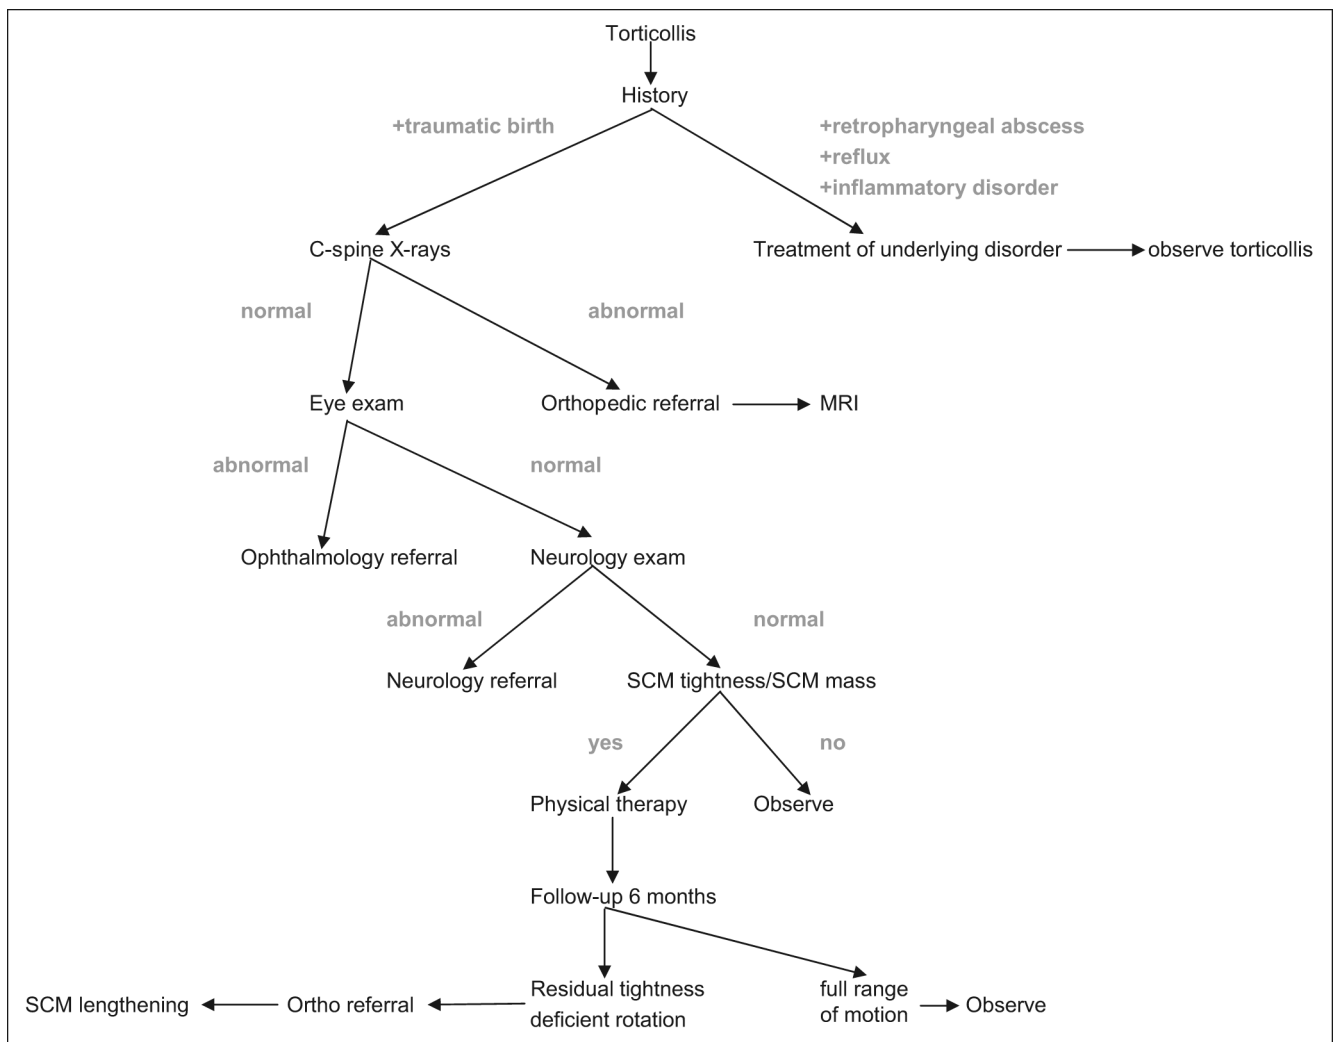 Torticollis
History
+traumatic birth
+retropharyngeal abscess
+reflux
+inflammatory disorder
C-spine X-rays
Treatment of underlying disorder
observe torticollis
normal
abnormal
Eye exam
Orthopedic referral
MRI
abnormal
normal
Ophthalmology referral
Neurology exam
abnormal
normal
Neurology referral
SCM tightness/SCM mass
yes
no
Physical therapy
Observe
Follow-up 6 months
SCM lengthening
Ortho referral
Residual tightness
deficient rotation
full range
of motion
Observe